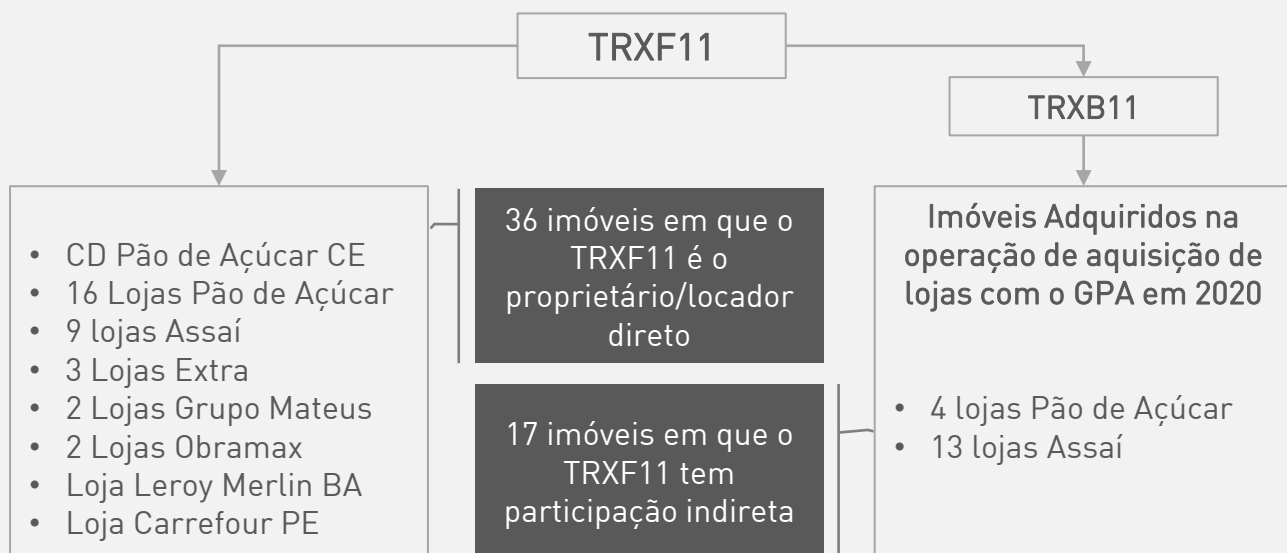 TRXF11
TRXB11
• CD Pão de Açúcar CE
• 16 Lojas Pão de Açúcar
• 9 lojas Assaí
• 3 Lojas Extra
• 2 Lojas Grupo Mateus
• 2 Lojas Obramax
• Loja Leroy Merlin BA
• Loja Carrefour PE
36 imóveis em que o
TRXF11 é o
proprietário/locador
direto
17 imóveis em que o
TRXF11 tem
participação indireta
Imóveis Adquiridos na
operação de aquisição de
lojas com o GPA em 2020
• 4 lojas Pão de Açúcar
• 13 lojas Assaí